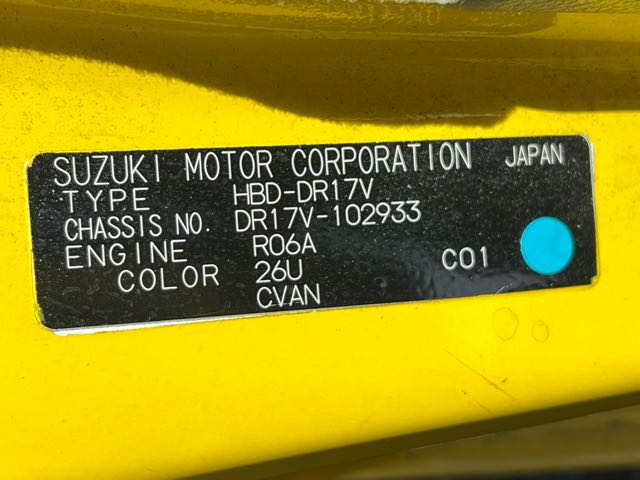 SUZUKI MOTOR CORPORATION JAPAN
TYPE HBD-DR17V
CHASSIS NO. DR17V-102933
ENGINE R06A
COLOR 26U C01
CVAN